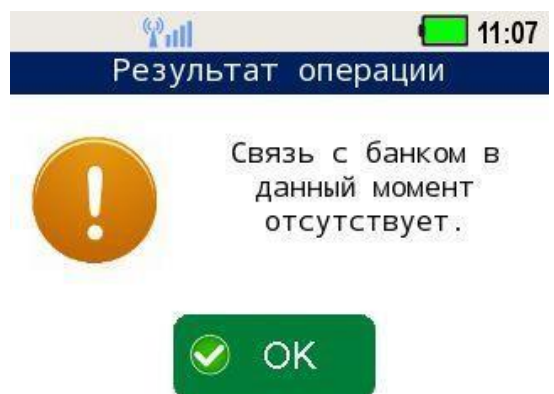 11:07
Результат операции
Связь с банком в
данный момент
отсутствует.
OK